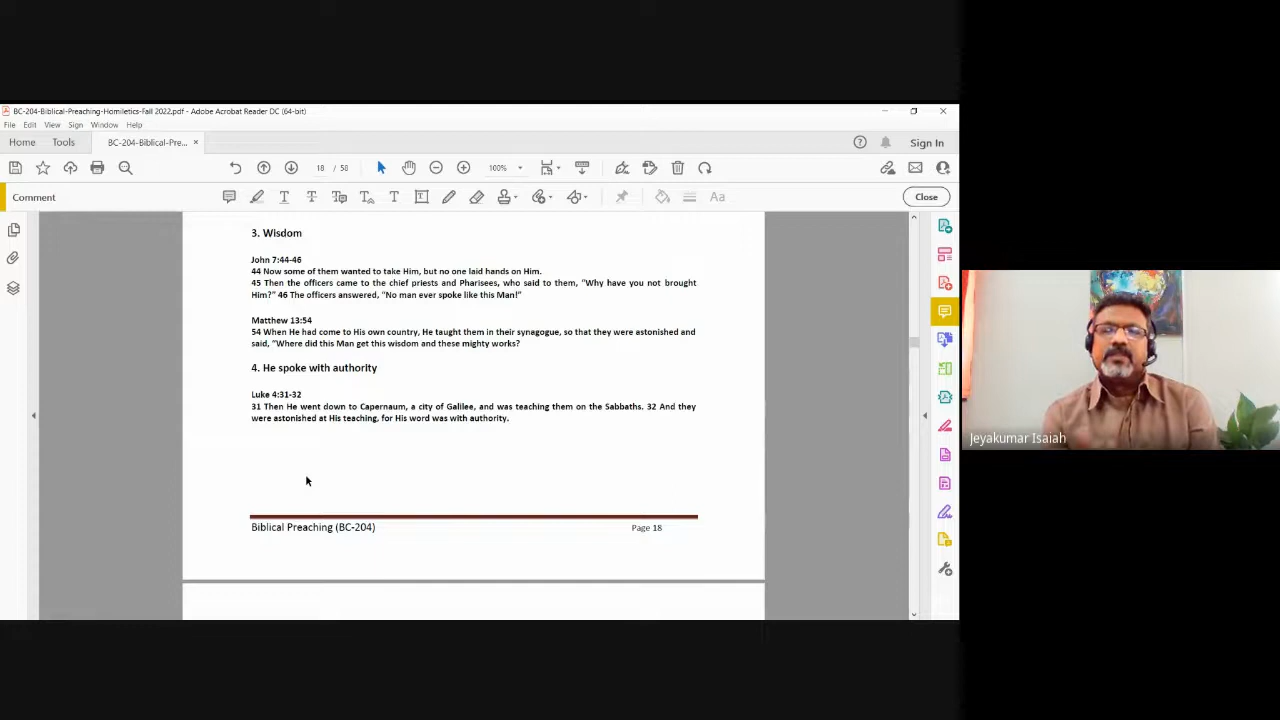 BC-204-Biblical-Preaching-Homiletics-Fall 2022.pdf - Adobe Acrobat Reader DC (64-bit)
File Edit View Sign Window Help
Home Tools BC-204-Biblical-Pre... × Sign In
18 / 58 100%
Comment Close
3. Wisdom
John 7:44-46
44 Now some of them wanted to take Him, but no one laid hands on Him.
45 Then the officers came to the chief priests and Pharisees, who said to them, “Why have you not brought
Him?” 46 The officers answered, “No man ever spoke like this Man!”
Matthew 13:54
54 When He had come to His own country, He taught them in their synagogue, so that they were astonished and
said, “Where did this Man get this wisdom and these mighty works?
4. He spoke with authority
Luke 4:31-32
31 Then He went down to Capernaum, a city of Galilee, and was teaching them on the Sabbaths. 32 And they
were astonished at His teaching, for His word was with authority.
Biblical Preaching (BC-204) Page 18
Jeyakumar Isaiah